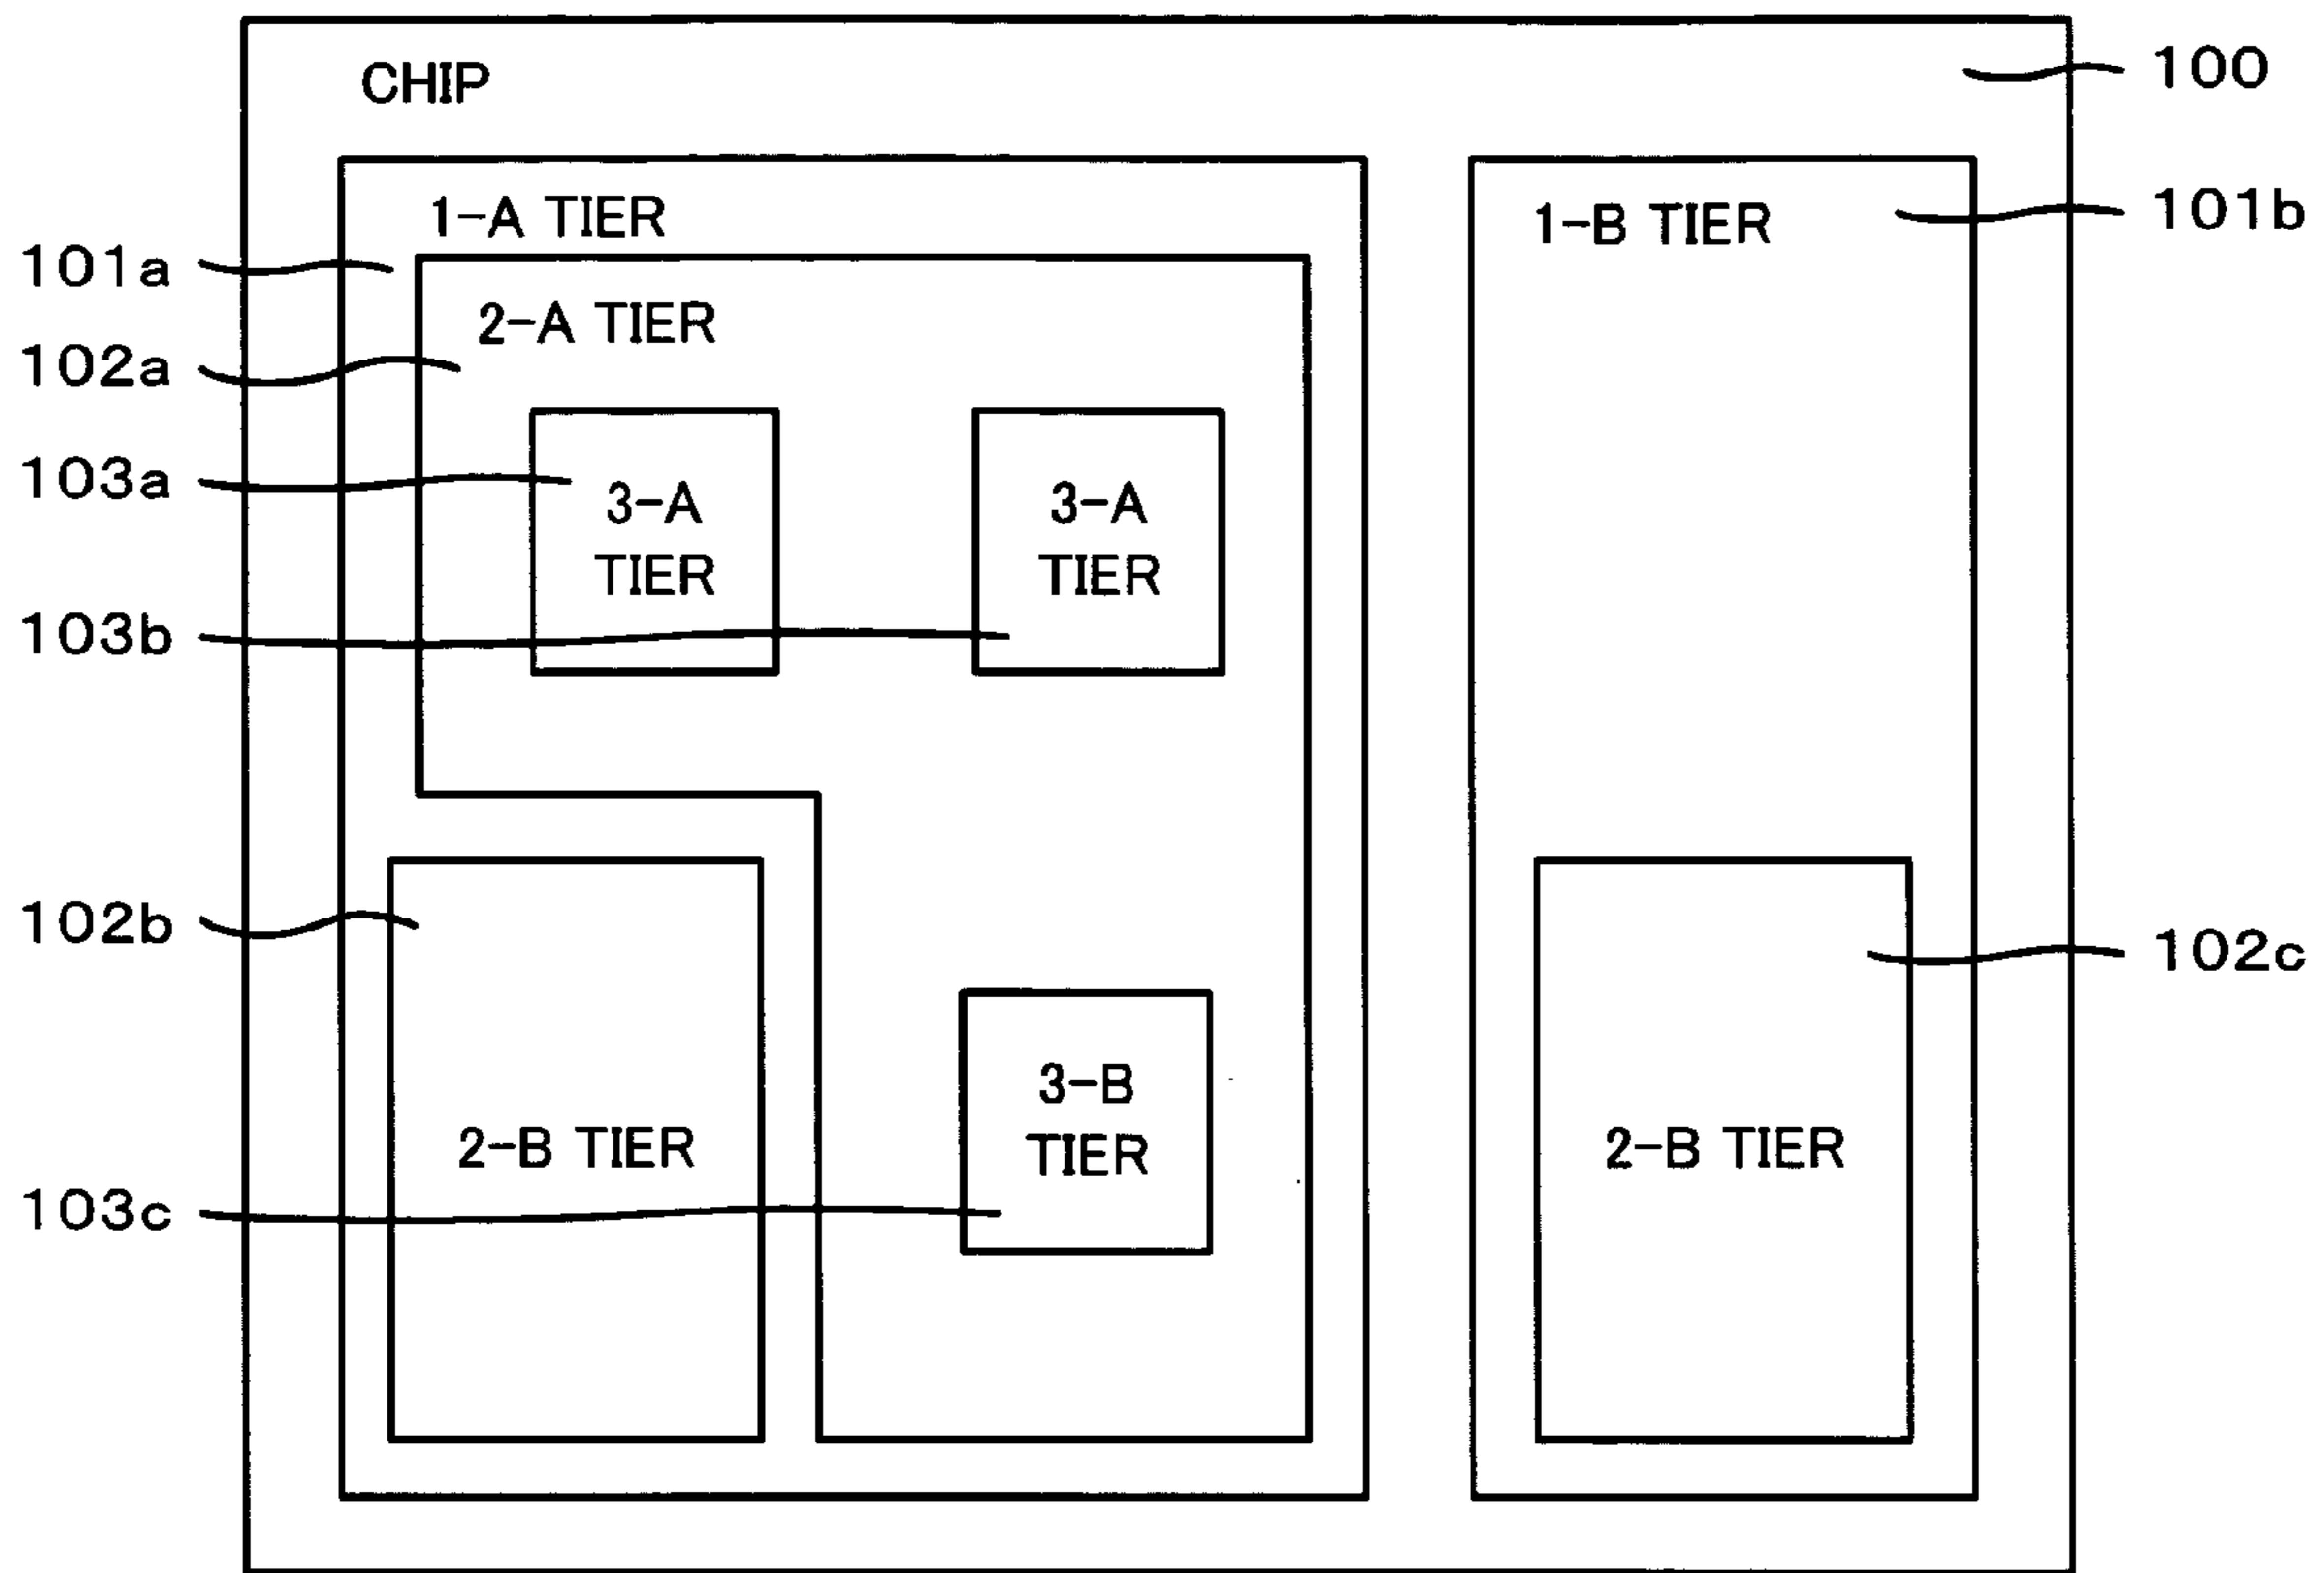 CHIP
100
1-A TIER
1-B TIER
101b
101a
2-A TIER
102a
103a
3-A
TIER
3-A
TIER
103b
102b
102c
3-B
TIER
2-B TIER
2-B TIER
103c